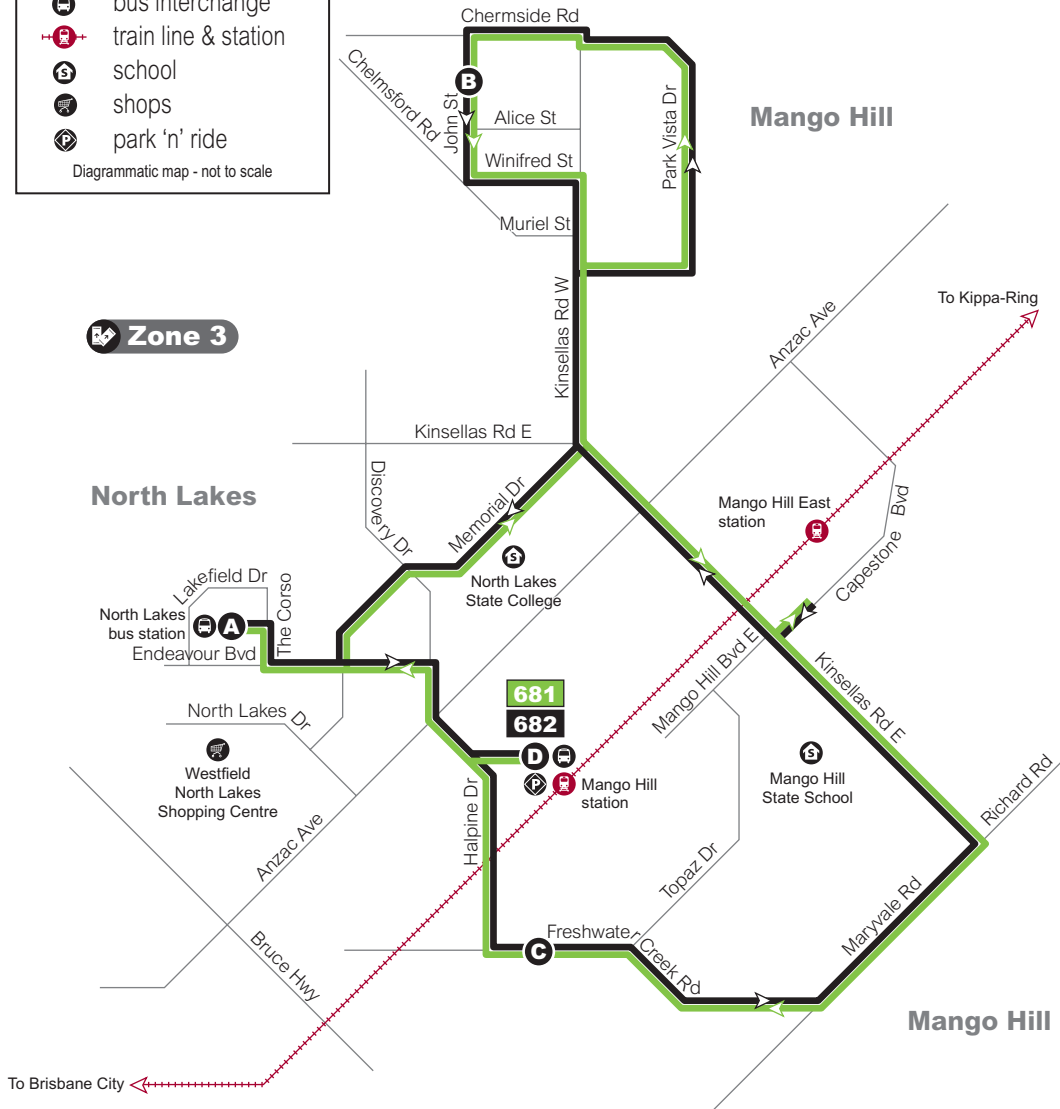 bus interchange
train line & station
S
school
shops
P
park 'n' ride
Diagrammatic map - not to scale
Chermside Rd
Chelmsford Rd
B
John St
Alice St
Winifred St
Park Vista Dr
Mango Hill
Muriel St
Kinsellas Rd W
To Kippa-Ring
Anzac Ave
Zone 3
Kinsellas Rd E
North Lakes
Discovery Dr
Memorial Dr
Mango Hill East
station
Capestone Bvd
S
North Lakes
State College
Lakefield Dr
The Corso
North Lakes
bus station
A
Endeavour Bvd
Mango Hill Bvd E
Kinsellas Rd E
681
682
North Lakes Dr
D
P
Mango Hill
station
Westfield
North Lakes
Shopping Centre
S
Mango Hill
State School
Richard Rd
Halpine Dr
Anzac Ave
Topaz Dr
Maryvale Rd
Bruce Hwy
C
Freshwater Creek Rd
Mango Hill
To Brisbane City